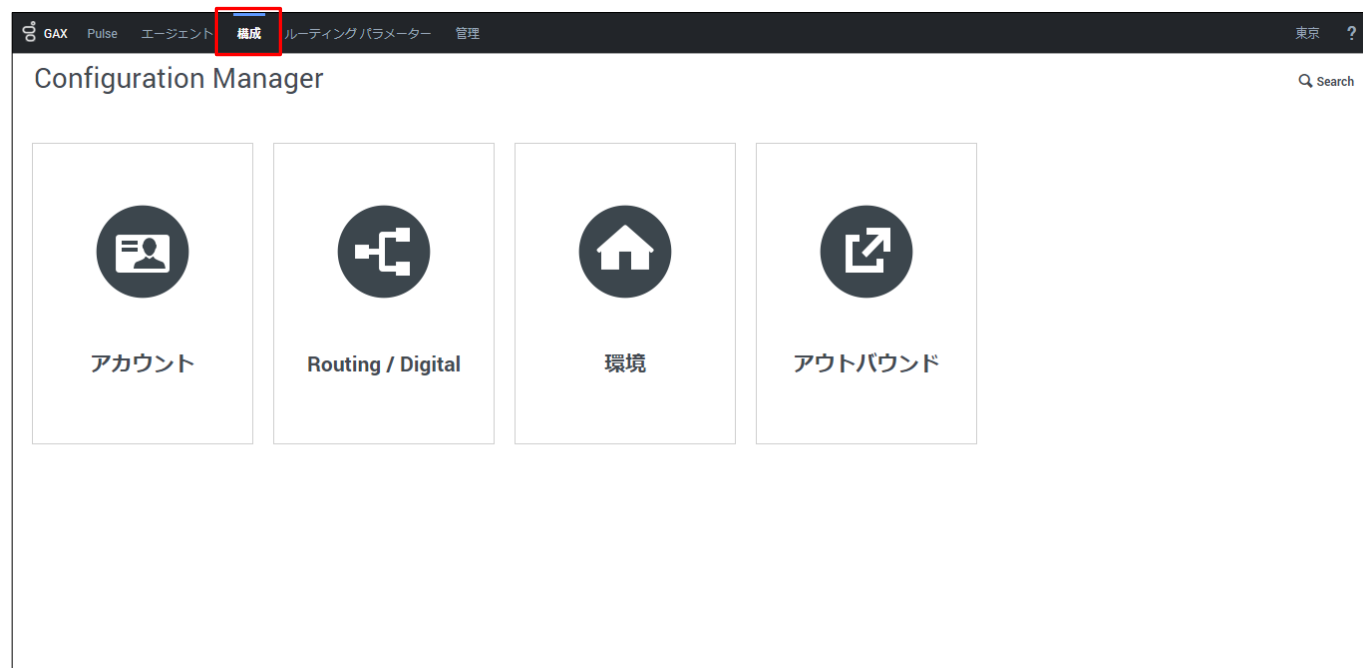 GAX Pulse エージェント 構成 ルーティング パラメーター 管理 東京 ?
Configuration Manager
Search
アカウント
Routing / Digital
環境
アウトバウンド